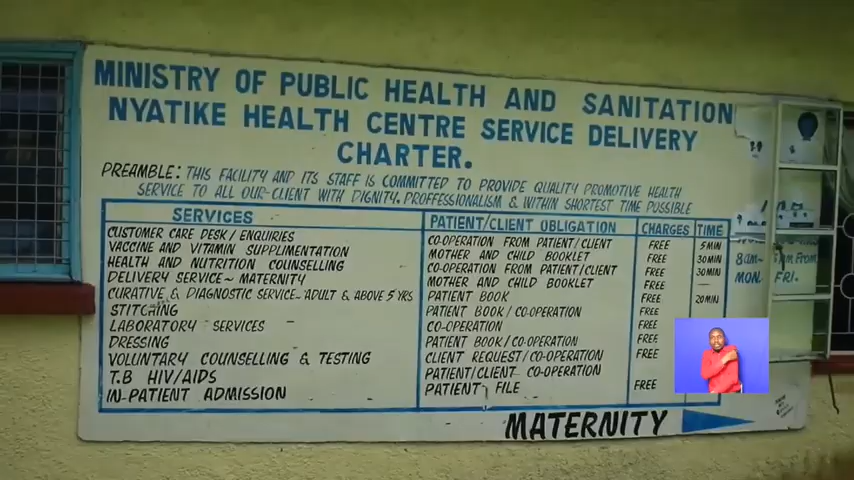 MINISTRY OF PUBLIC HEALTH AND SANITATION
NYATIKE HEALTH CENTRE SERVICE DELIVERY
CHARTER.
PREAMBLE: THIS FACILITY AND ITS STAFF IS COMMITTED TO PROVIDE QUALITY PROMOTIVE HEALTH
SERVICE TO ALL OUR CLIENT WITH DIGNITY, PROFFESSIONALISM & WITHIN SHORTEST TIME POSSIBLE
SERVICES PATIENT/CLIENT OBLIGATION CHARGES TIME
CUSTOMER CARE DESK/ENQUIRIES CO-OPERATION FROM PATIENT/CLIENT FREE 5MIN
VACCINE AND VITAMIN SUPPLIMENTATION MOTHER AND CHILD BOOKLET FREE 30MIN
HEALTH AND NUTRITION COUNSELLING CO-OPERATION FROM PATIENT/CLIENT FREE 30MIN
DELIVERY SERVICE ~ MATERNITY MOTHER AND CHILD BOOKLET FREE —
CURATIVE & DIAGNOSTIC SERVICE- ADULT & ABOVE 5 YRS PATIENT BOOK FREE 20MIN
STITCHING PATIENT BOOK/CO-OPERATION FREE
LABORATORY SERVICES CO-OPERATION FREE
DRESSING PATIENT BOOK/CO-OPERATION FREE
VOLUNTARY COUNSELLING & TESTING CLIENT REQUEST/CO-OPERATION FREE
T.B HIV/AIDS PATIENT/CLIENT CO-OPERATION
IN-PATIENT ADMISSION PATIENT FILE FREE
8am-
MON- FRI.
MATERNITY